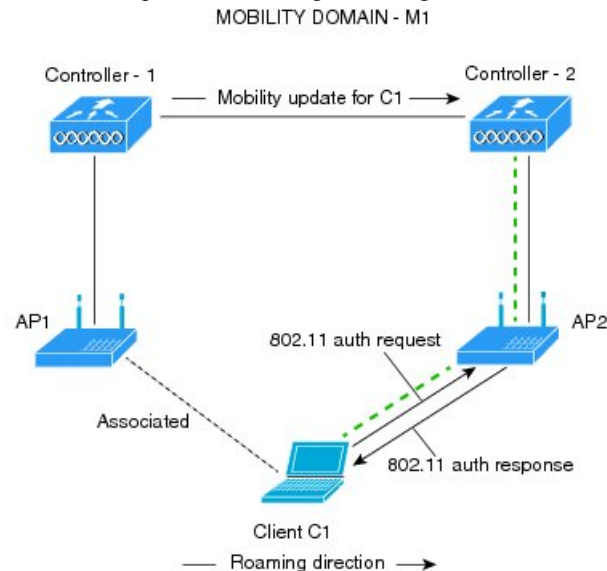 MOBILITY DOMAIN - M1
Controller - 1
Controller - 2
Mobility update for C1
AP1
AP2
802.11 auth request
Associated
802.11 auth response
Client C1
Roaming direction